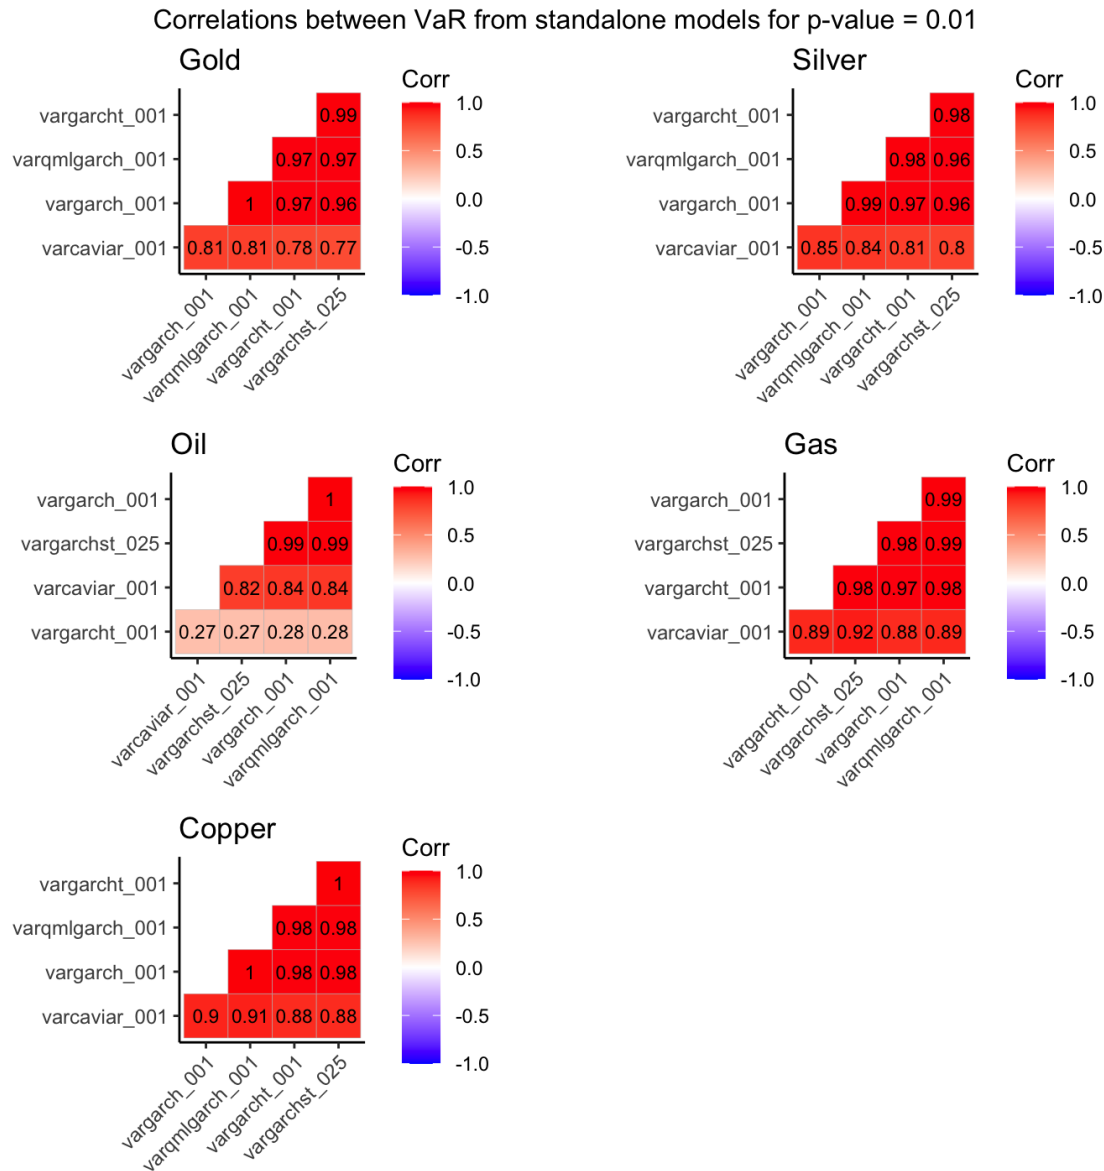 Correlations between VaR from standalone models for p-value = 0.01
Gold
Corr
vargarcht_001
varqmlgarch_001
vargarch_001
varcaviar_001
0.99
0.97 0.97
1 0.97 0.96
0.81 0.81 0.78 0.77
vargarch_001
varqmlgarch_001
vargarcht_001
vargarchst_025
1.0
0.5
0.0
-0.5
-1.0
Silver
Corr
vargarcht_001
varqmlgarch_001
vargarch_001
varcaviar_001
0.98
0.98 0.96
0.99 0.97 0.96
0.85 0.84 0.81 0.8
vargarch_001
varqmlgarch_001
vargarcht_001
vargarchst_025
1.0
0.5
0.0
-0.5
-1.0
Oil
Corr
vargarch_001
vargarchst_025
varcaviar_001
vargarcht_001
1
0.99 0.99
0.82 0.84 0.84
0.27 0.27 0.28 0.28
varcaviar_001
vargarchst_025
vargarch_001
varqmlgarch_001
1.0
0.5
0.0
-0.5
-1.0
Gas
Corr
vargarch_001
vargarchst_025
vargarcht_001
varcaviar_001
0.99
0.98 0.99
0.98 0.97 0.98
0.89 0.92 0.88 0.89
vargarcht_001
vargarchst_025
vargarch_001
varqmlgarch_001
1.0
0.5
0.0
-0.5
-1.0
Copper
Corr
vargarcht_001
varqmlgarch_001
vargarch_001
varcaviar_001
1
0.98 0.98
1 0.98 0.98
0.9 0.91 0.88 0.88
vargarch_001
varqmlgarch_001
vargarcht_001
vargarchst_025
1.0
0.5
0.0
-0.5
-1.0